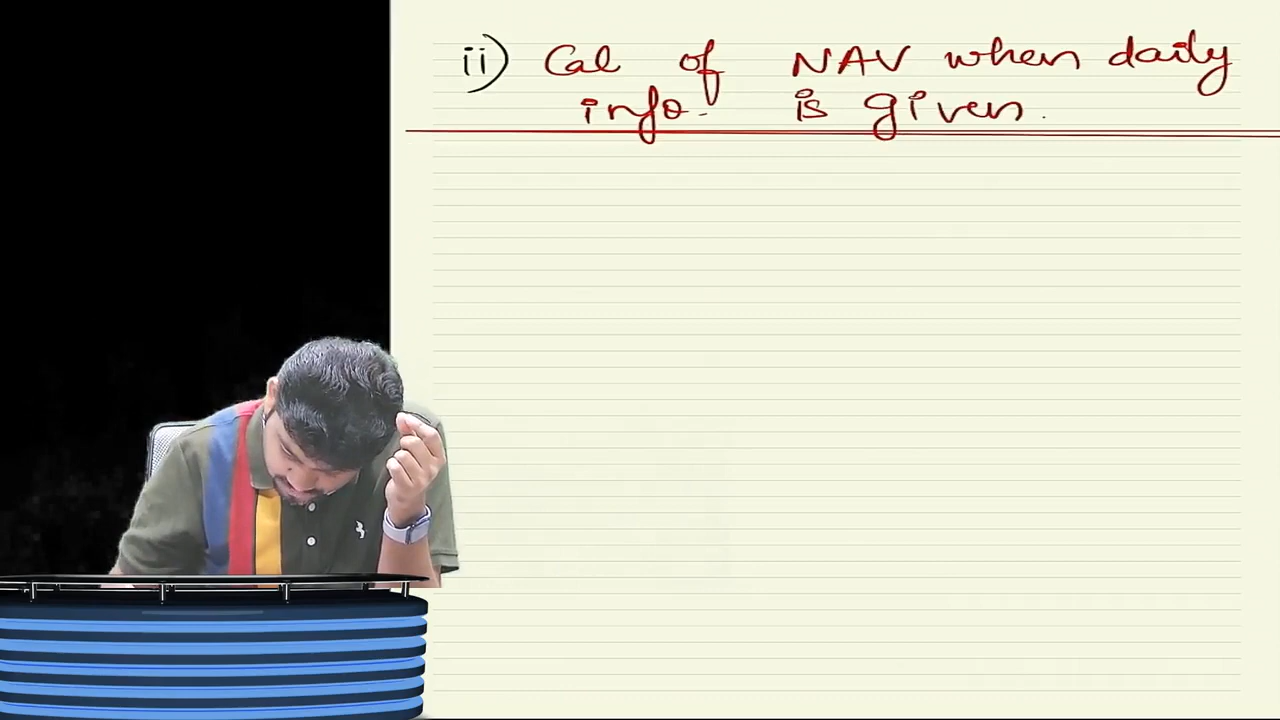 ii) Cal of NAV when daily
info. is given.